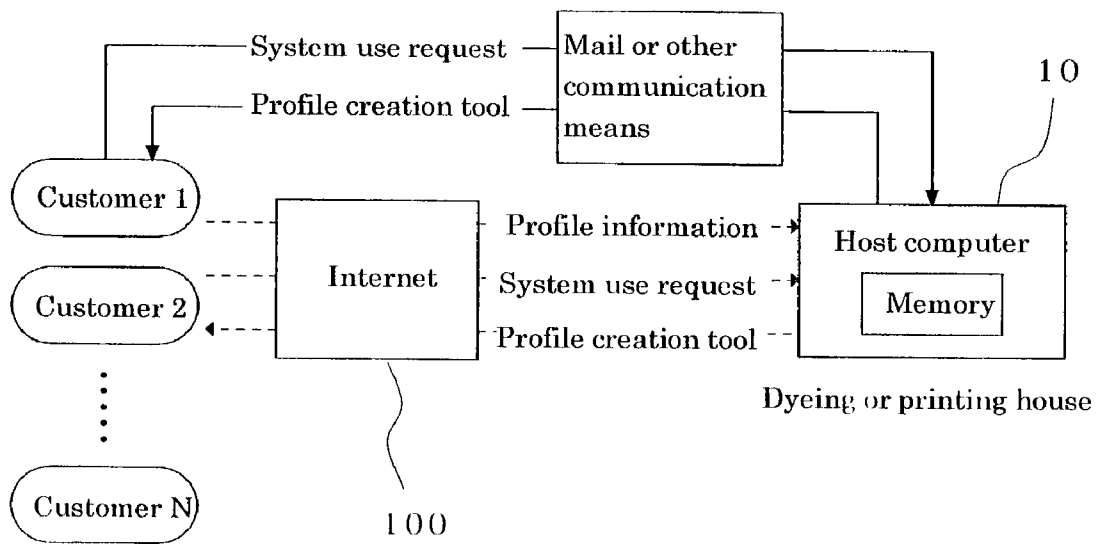 System use request
Mail or other
communication
means
Profile creation tool
10
Customer 1
Profile information
Host computer
Internet
System use request
Memory
Customer 2
Profile creation tool
Dyeing or printing house
Customer N
100